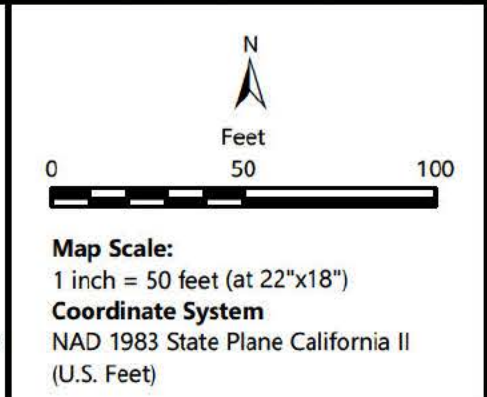 N
Feet
0 50 100
Map Scale:
1 inch = 50 feet (at 22"x18")
Coordinate System
NAD 1983 State Plane California II
(U.S. Feet)